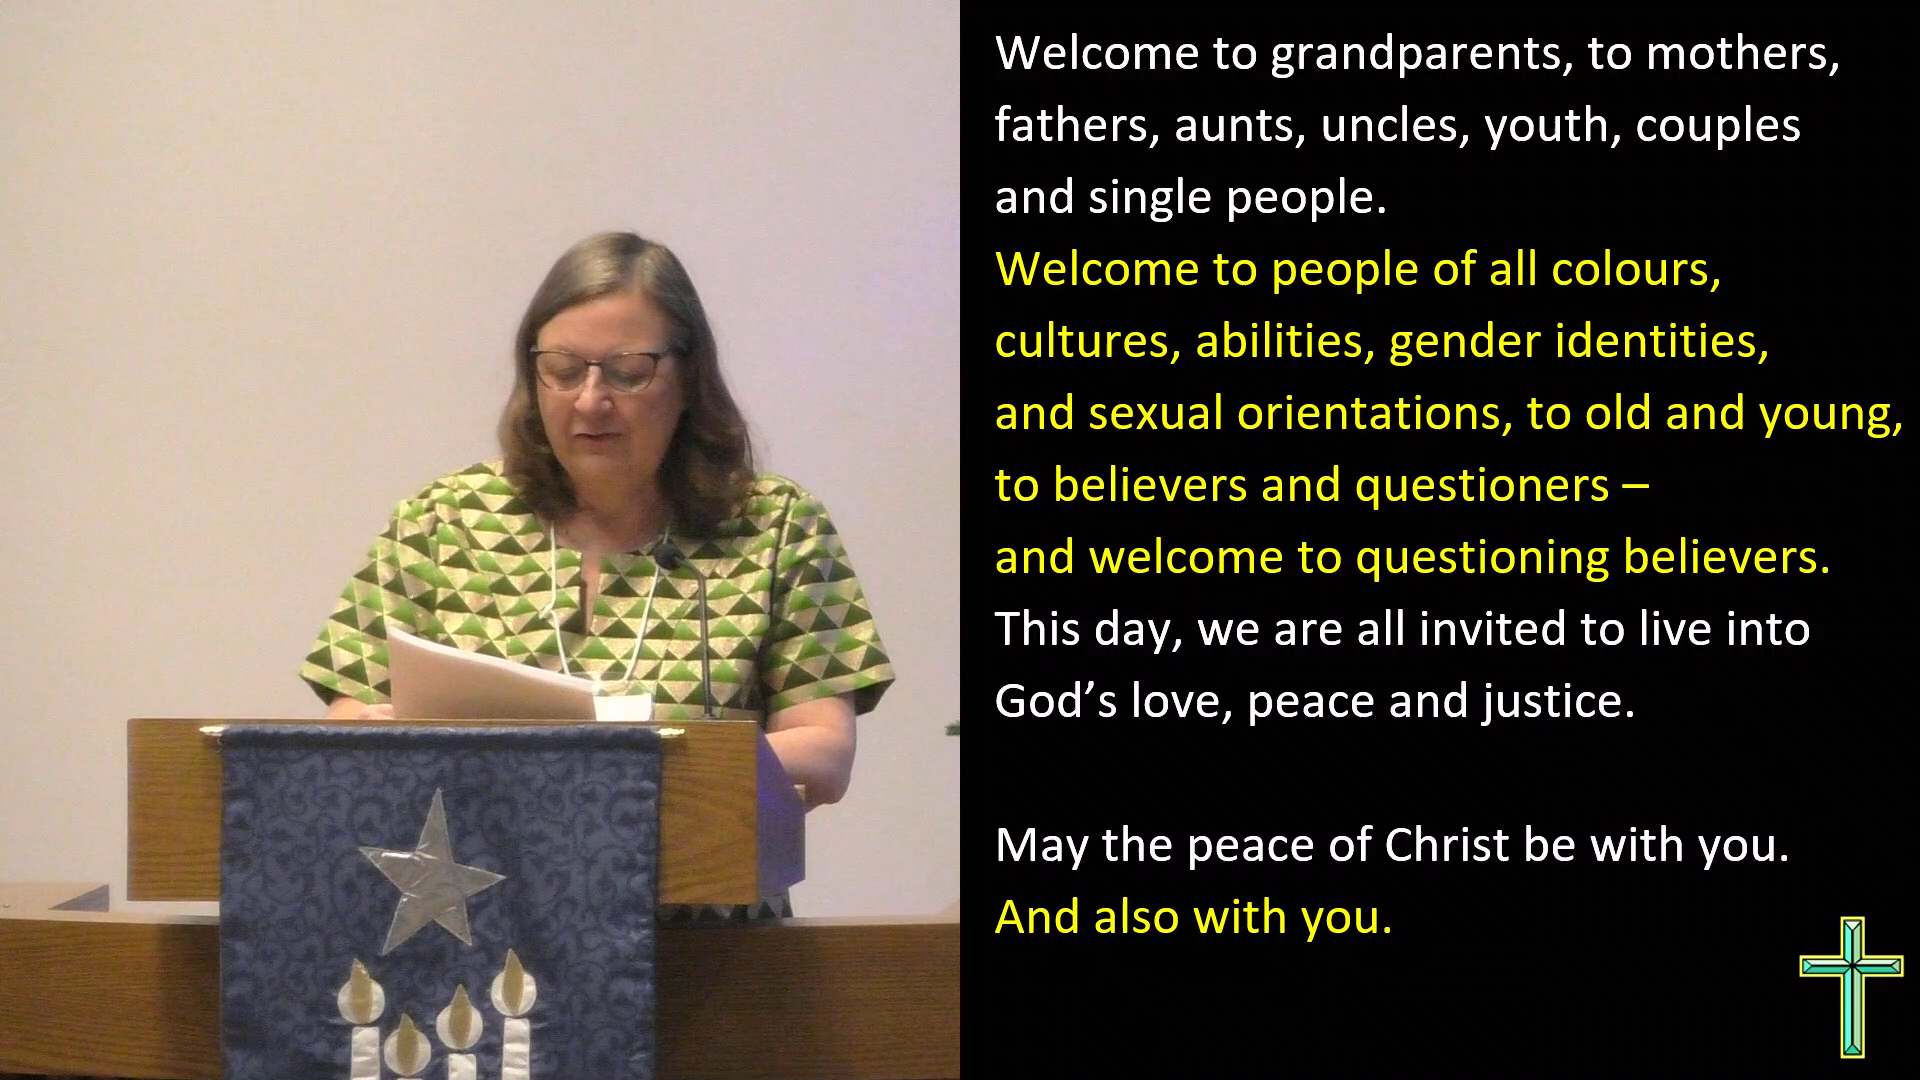 Welcome to grandparents, to mothers,
fathers, aunts, uncles, youth, couples
and single people.
Welcome to people of all colours,
cultures, abilities, gender identities,
and sexual orientations, to old and young,
to believers and questioners –
and welcome to questioning believers.
This day, we are all invited to live into
God’s love, peace and justice.
May the peace of Christ be with you.
And also with you.